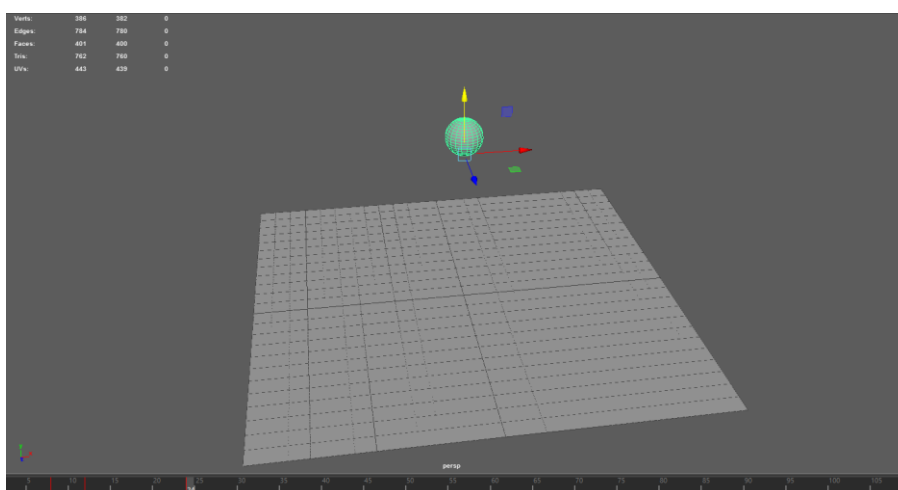 Verts: 386 382 0
Edges: 784 780 0
Faces: 401 400 0
Tris: 762 760 0
UVs: 443 439 0
persp
5 10 15 20 25 30 35 40 45 50 55 60 65 70 75 80 85 90 95 100 105